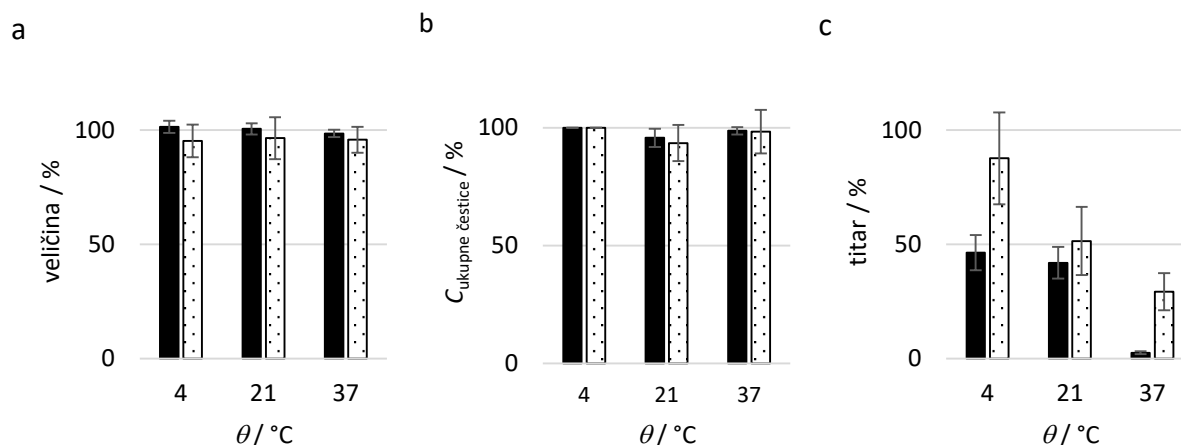 a
veličina / %
100
50
0
4 21 37
θ / °C
b
Cukupne čestice / %
100
50
0
4 21 37
θ / °C
c
titar / %
100
50
0
4 21 37
θ / °C